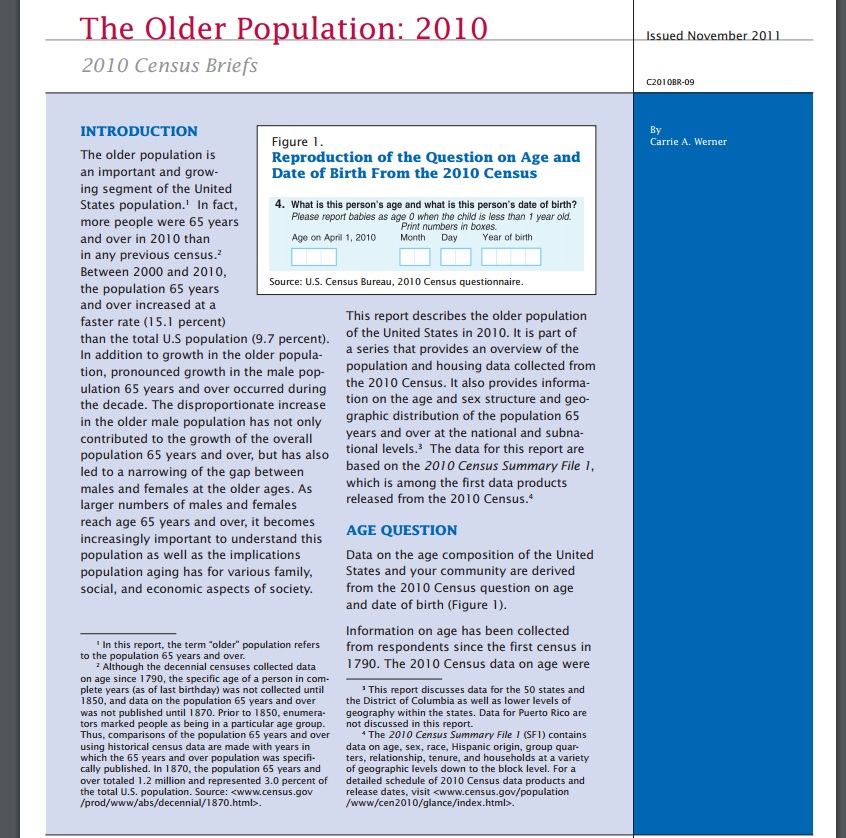 The Older Population: 2010
2010 Census Briefs
Issued November 2011
C2010BR-09
By
Carrie A. Werner
INTRODUCTION
The older population is
an important and grow-
ing segment of the United
States population.¹ In fact,
more people were 65 years
and over in 2010 than
in any previous census.²
Between 2000 and 2010,
the population 65 years
and over increased at a
faster rate (15.1 percent)
than the total U.S population (9.7 percent).
In addition to growth in the older popula-
tion, pronounced growth in the male pop-
ulation 65 years and over occurred during
the decade. The disproportionate increase
in the older male population has not only
contributed to the growth of the overall
population 65 years and over, but has also
led to a narrowing of the gap between
males and females at the older ages. As
larger numbers of males and females
reach age 65 years and over, it becomes
increasingly important to understand this
population as well as the implications
population aging has for various family,
social, and economic aspects of society.
¹ In this report, the term “older” population refers
to the population 65 years and over.
² Although the decennial censuses collected data
on age since 1790, the specific age of a person in com-
plete years (as of last birthday) was not collected until
1850, and data on the population 65 years and over
was not published until 1870. Prior to 1850, enumera-
tors marked people as being in a particular age group.
Thus, comparisons of the population 65 years and over
using historical census data are made with years in
which the 65 years and over population was specifi-
cally published. In 1870, the population 65 years and
over totaled 1.2 million and represented 3.0 percent of
the total U.S. population. Source: <www.census.gov
/prod/www/abs/decennial/1870.html>.
Figure 1.
Reproduction of the Question on Age and
Date of Birth From the 2010 Census
4. What is this person's age and what is this person's date of birth?
Please report babies as age 0 when the child is less than 1 year old.
Print numbers in boxes.
Age on April 1, 2010 Month Day Year of birth
Source: U.S. Census Bureau, 2010 Census questionnaire.
This report describes the older population
of the United States in 2010. It is part of
a series that provides an overview of the
population and housing data collected from
the 2010 Census. It also provides informa-
tion on the age and sex structure and geo-
graphic distribution of the population 65
years and over at the national and subna-
tional levels.³ The data for this report are
based on the 2010 Census Summary File 1,
which is among the first data products
released from the 2010 Census.⁴
AGE QUESTION
Data on the age composition of the United
States and your community are derived
from the 2010 Census question on age
and date of birth (Figure 1).
Information on age has been collected
from respondents since the first census in
1790. The 2010 Census data on age were
³ This report discusses data for the 50 states and
the District of Columbia as well as lower levels of
geography within the states. Data for Puerto Rico are
not discussed in this report.
⁴ The 2010 Census Summary File 1 (SF1) contains
data on age, sex, race, Hispanic origin, group quar-
ters, relationship, tenure, and households at a variety
of geographic levels down to the block level. For a
detailed schedule of 2010 Census data products and
release dates, visit <www.census.gov/population
/www/cen2010/glance/index.html>.